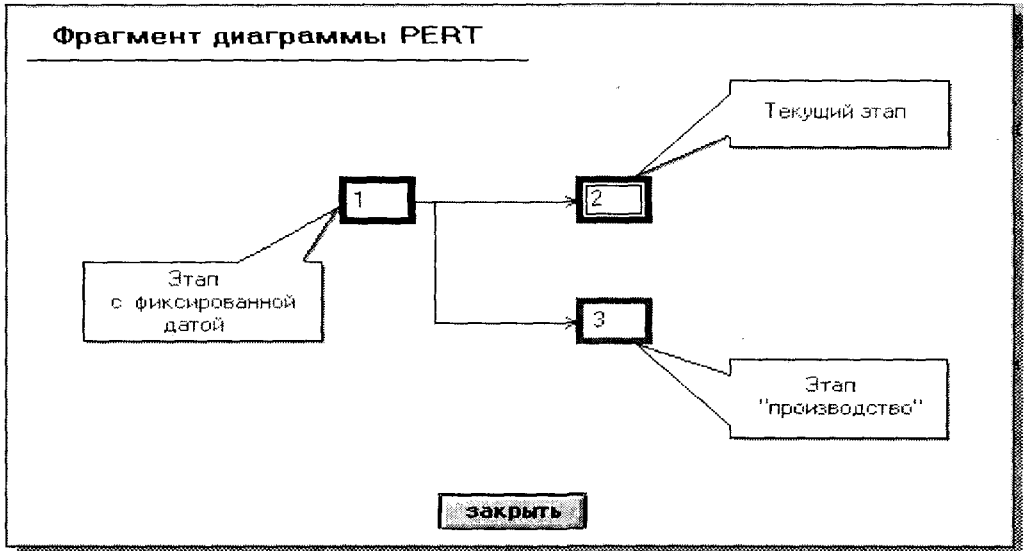 Фрагмент диаграммы PERT
Текущий этап
1
2
Этап
с фиксированной
датой
3
Этап
"производство"
закрыть